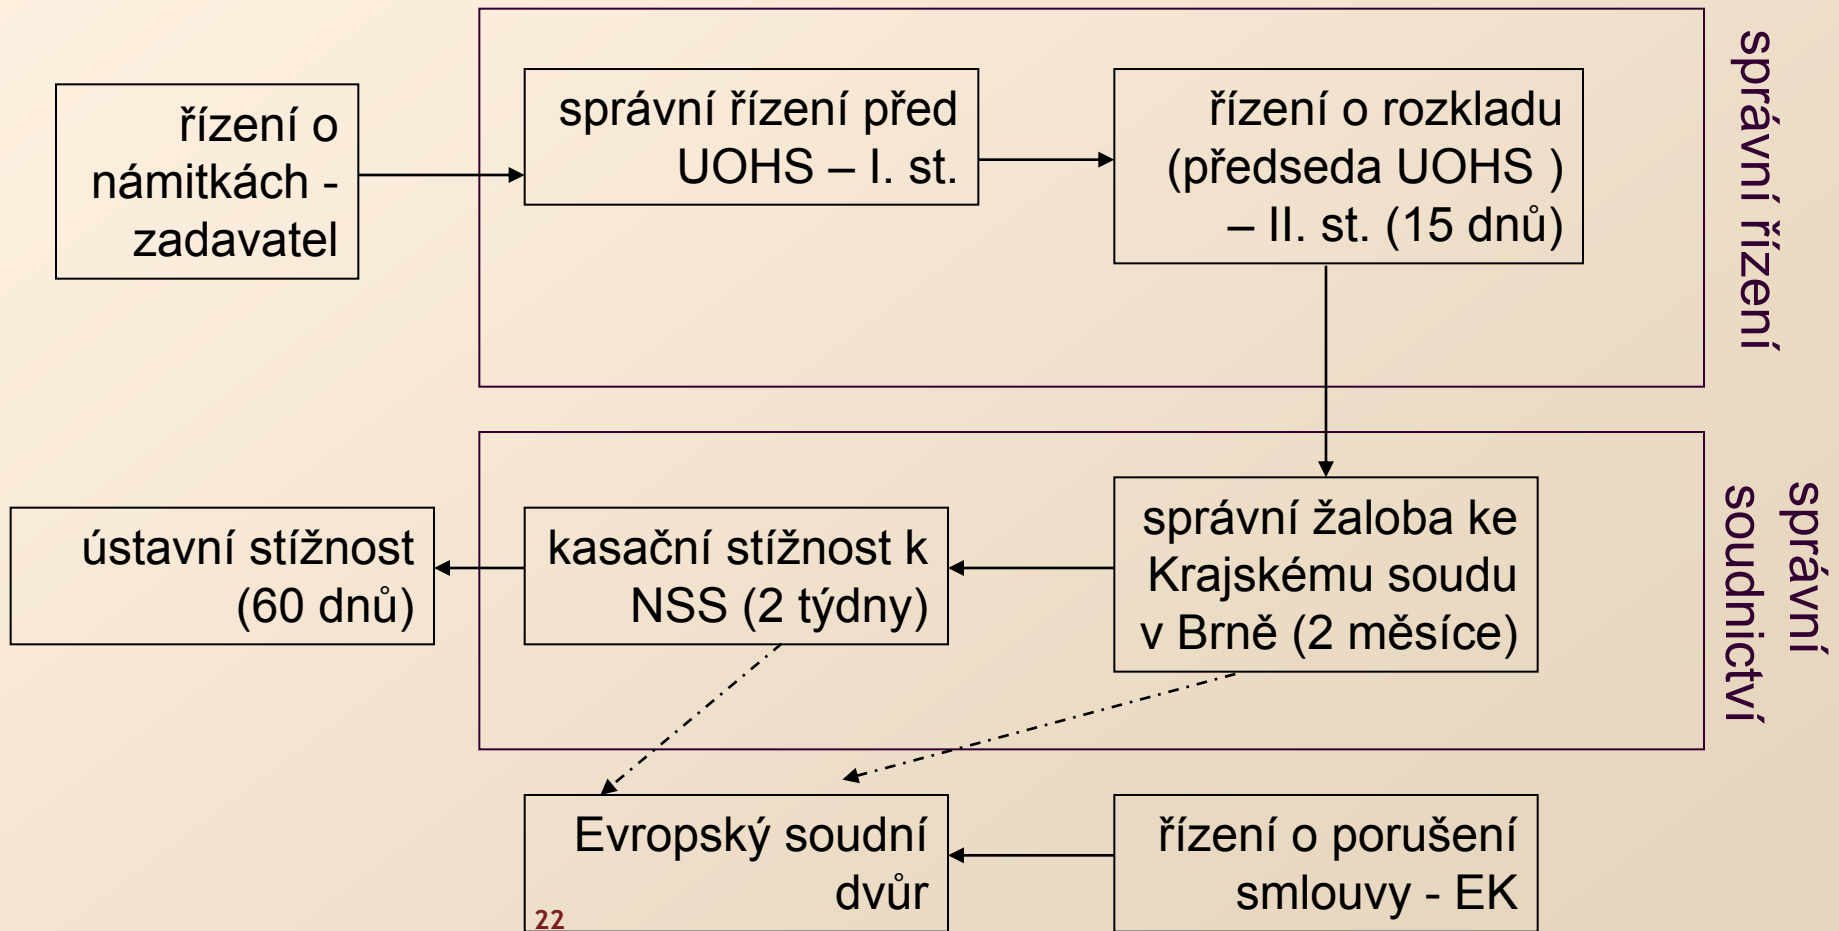 řízení o
námitkách -
zadavatel
správní řízení před
UOHS – I. st.
řízení o rozkladu
(předseda UOHS )
– II. st. (15 dnů)
správní řízení
ústavní stížnost
(60 dnů)
kasační stížnost k
NSS (2 týdny)
správní žaloba ke
Krajskému soudu
v Brně (2 měsíce)
správní
soudnictví
Evropský soudní
dvůr
řízení o porušení
smlouvy - EK
22